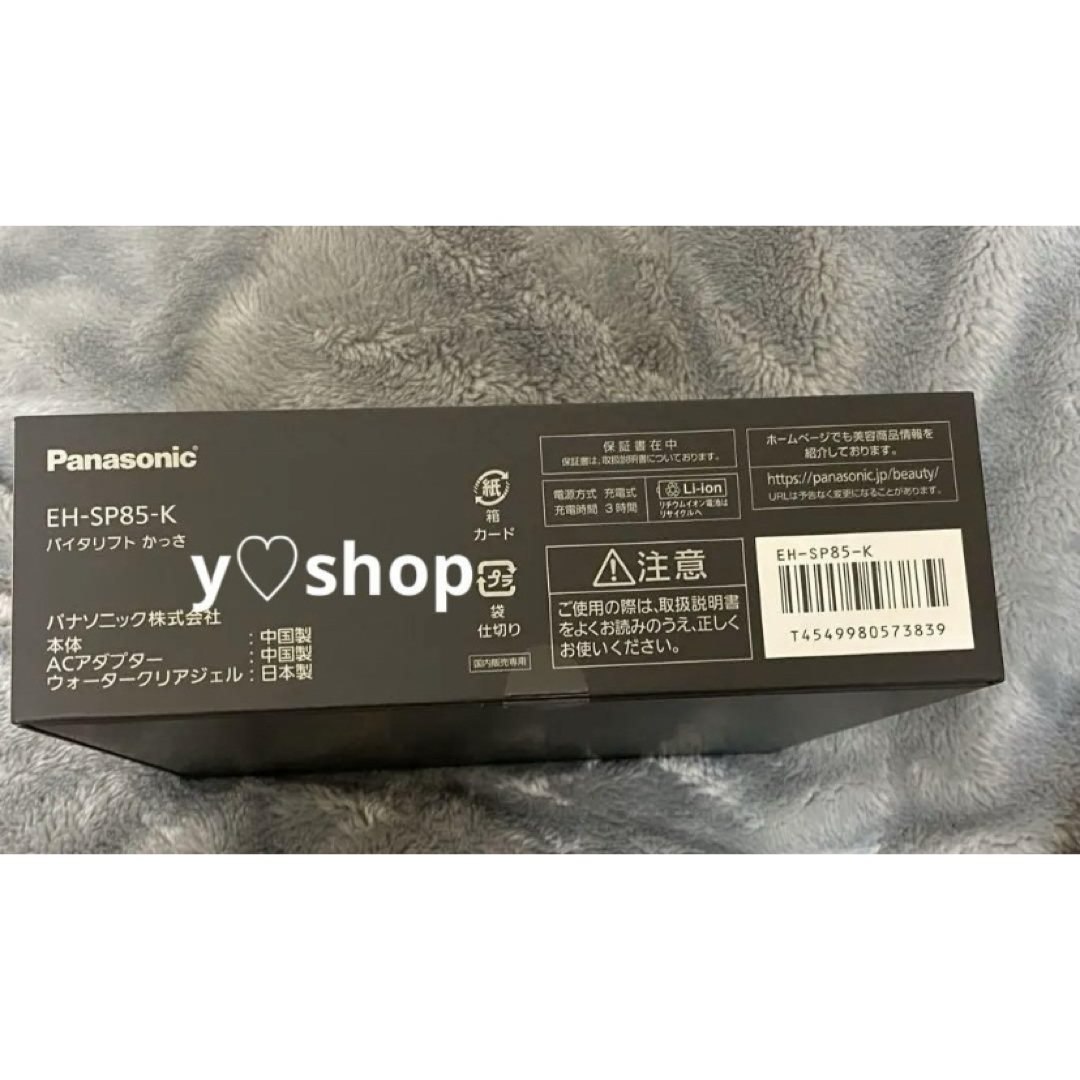 Panasonic
EH-SP85-K
バイタリフト かっさ
y♡shop
パナソニック株式会社
本体 : 中国製
ACアダプター : 中国製
ウォータークリアジェル : 日本製
紙
箱
カード
プラ
袋
仕切り
国内販売専用
保証書在中
保証書は、取扱説明書についております。
電源方式 充電式
充電時間 3時間
Li-ion
リチウムイオン電池は
リサイクルへ
注意
ご使用の際は、取扱説明書
をよくお読みのうえ、正しく
お使いください。
ホームページでも美容商品情報を
紹介しております。
https://panasonic.jp/beauty/
URLは予告なく変更になることがあります。
EH-SP85-K
T4549980573839